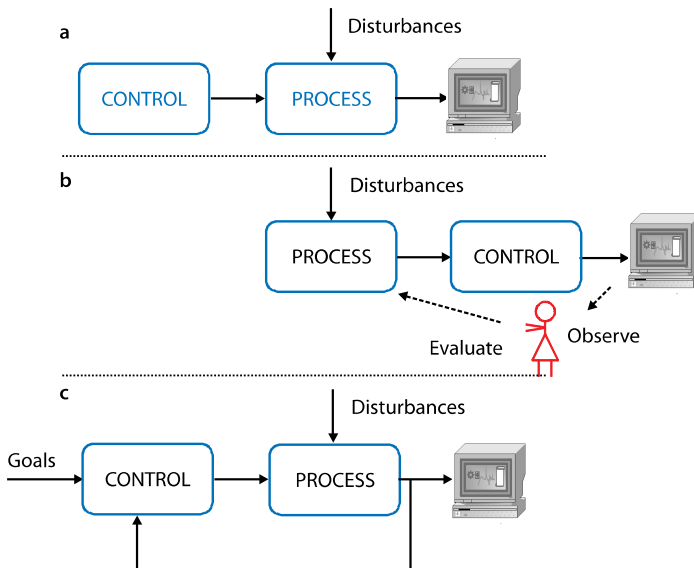 a
Disturbances
CONTROL
PROCESS
b
Disturbances
PROCESS
CONTROL
Evaluate
Observe
c
Disturbances
Goals
CONTROL
PROCESS